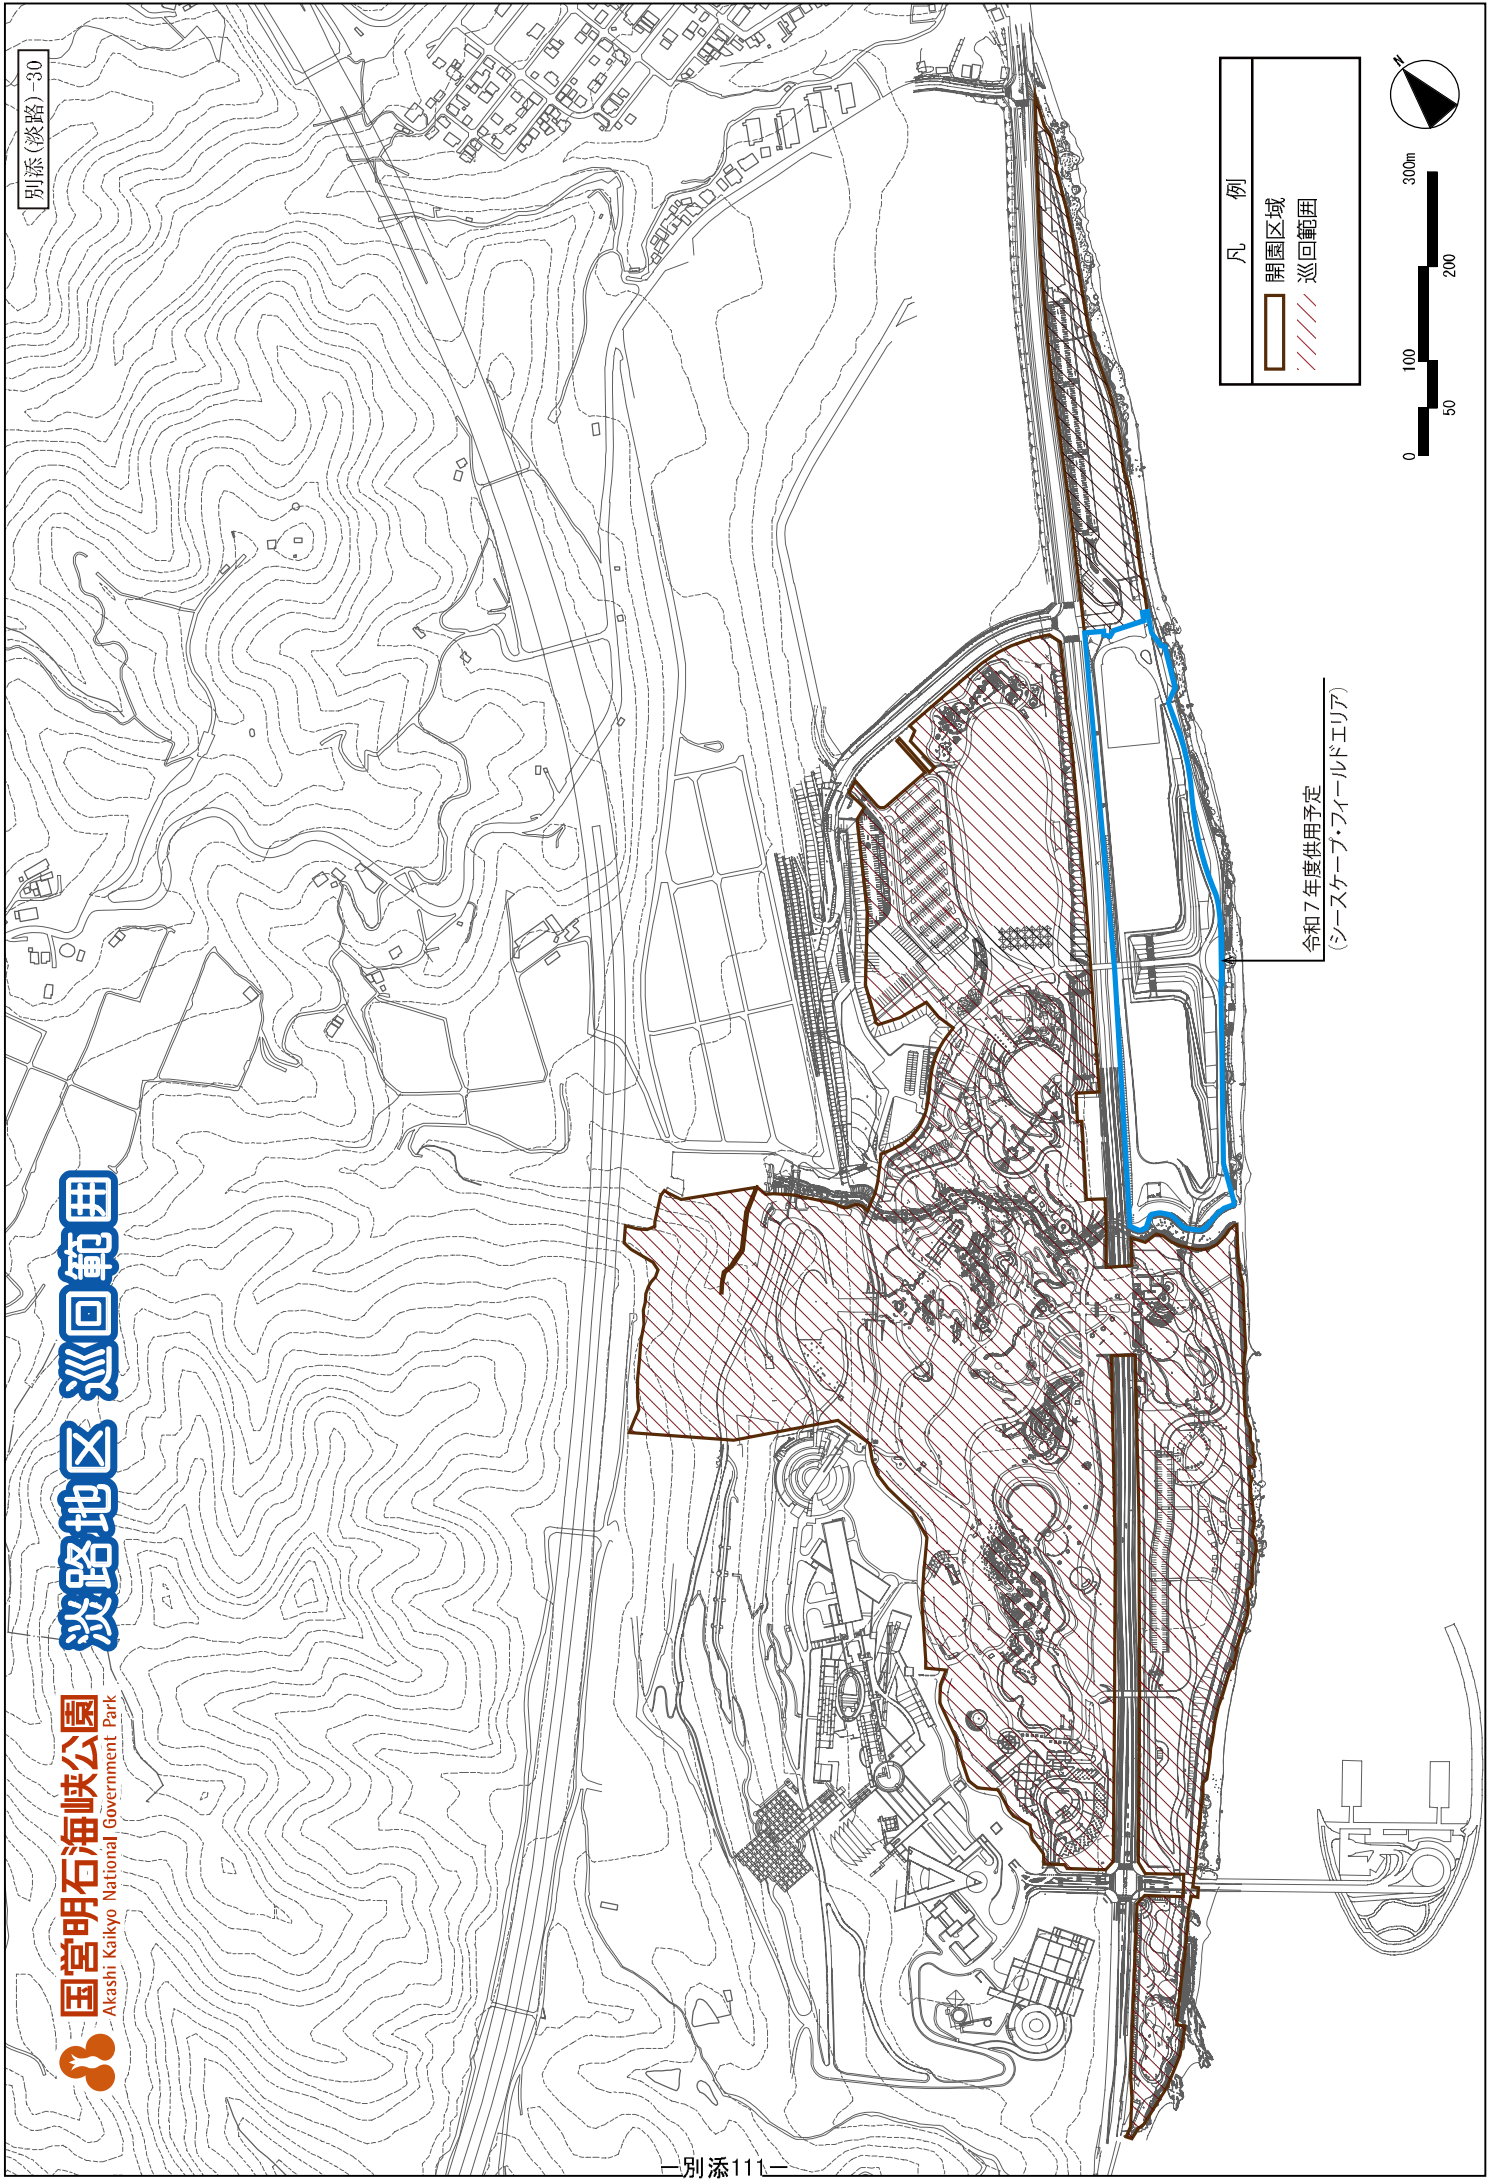 別添(淡路)-30
国営明石海峡公園
Akashi Kaikyo National Government Park
淡路地区 巡回範囲
凡 例
開園区域
巡回範囲
N
0 50 100 200 300m
令和7年度供用予定
(シースケープ・フィールドエリア)
－別添111－